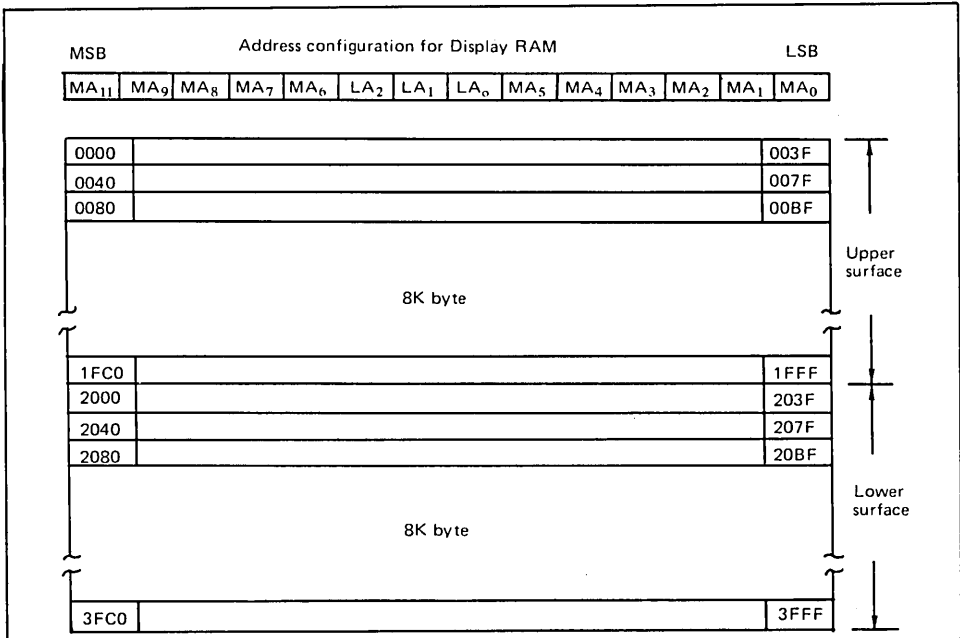 MSB Address configuration for Display RAM LSB
MA₁₁ MA₉ MA₈ MA₇ MA₆ LA₂ LA₁ LA₀ MA₅ MA₄ MA₃ MA₂ MA₁ MA₀
0000 003F
0040 007F
0080 00BF
Upper
surface
8K byte
1FC0 1FFF
2000 203F
2040 207F
2080 20BF
Lower
surface
8K byte
3FC0 3FFF